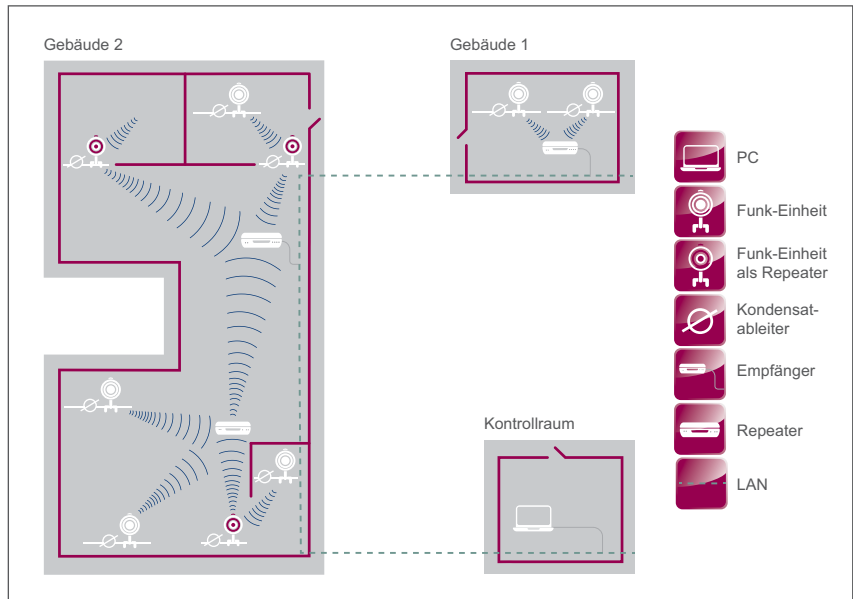 Gebäude 2
Gebäude 1
PC
Funk-Einheit
Funk-Einheit
als Repeater
Kondensat-
ableiter
Empfänger
Kontrollraum
Repeater
LAN